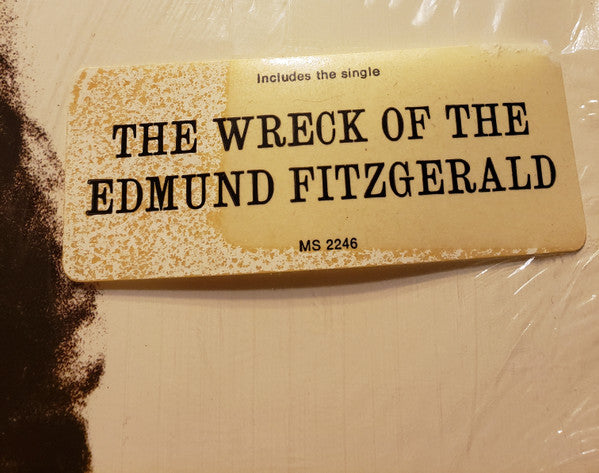 Includes the single
THE WRECK OF THE
EDMUND FITZGERALD
MS 2246